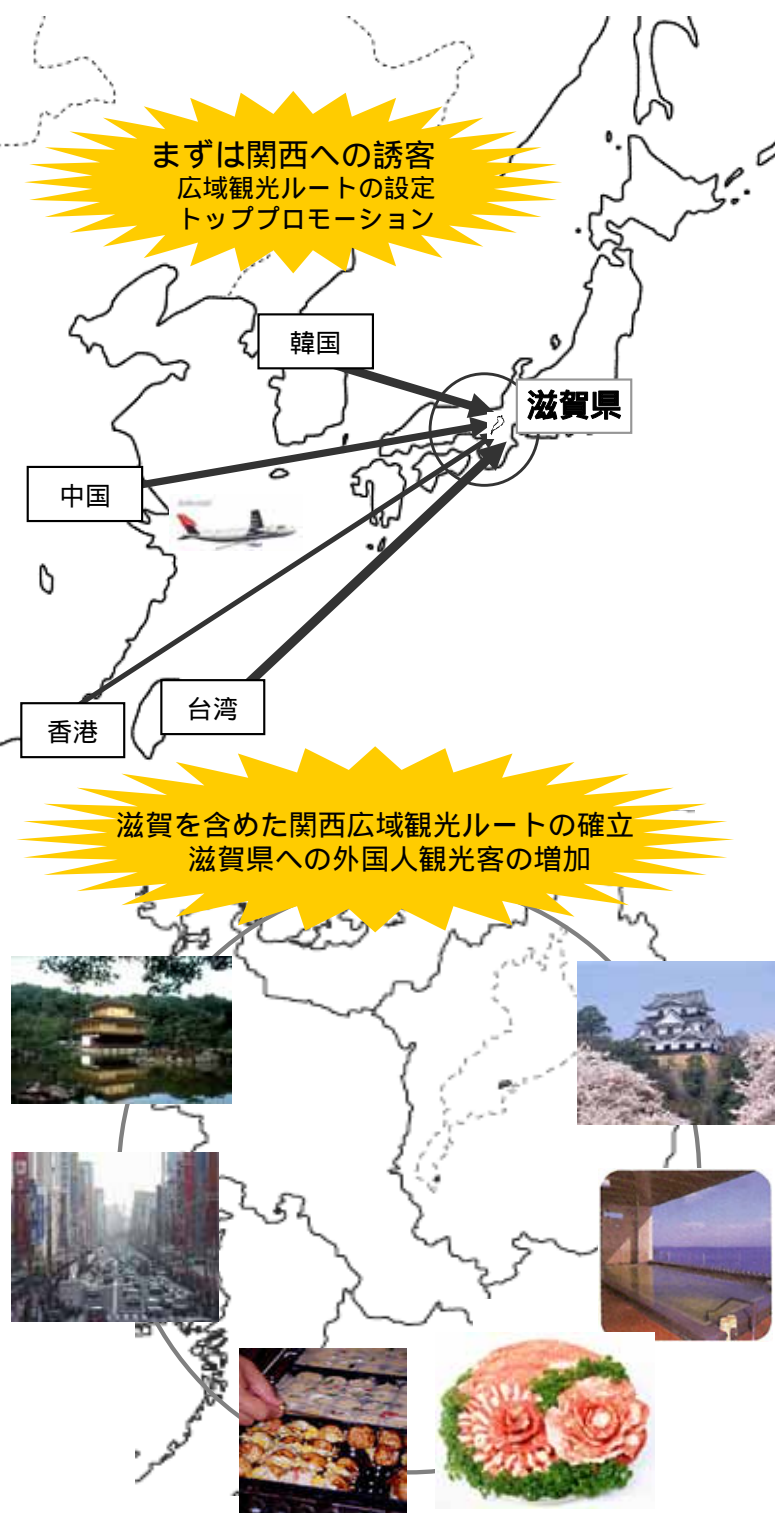 まずは関西への誘客
広域観光ルートの設定
トッププロモーション
韓国
滋賀県
中国
台湾
香港
滋賀を含めた関西広域観光ルートの確立
滋賀県への外国人観光客の増加